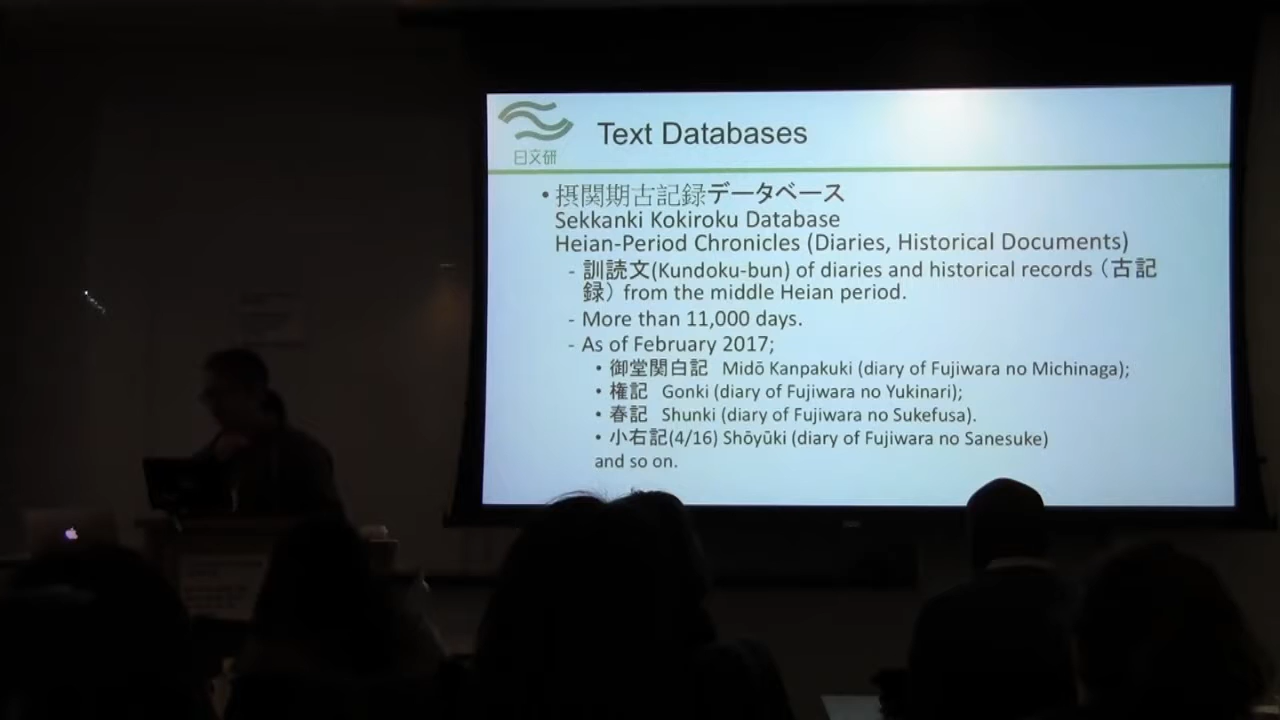 日文研
Text Databases
• 摂関期古記録データベース
Sekkanki Kokiroku Database
Heian-Period Chronicles (Diaries, Historical Documents)
- 訓読文(Kundoku-bun) of diaries and historical records（古記
録）from the middle Heian period.
- More than 11,000 days.
- As of February 2017;
• 御堂関白記 Midō Kanpakuki (diary of Fujiwara no Michinaga);
• 権記 Gonki (diary of Fujiwara no Yukinari);
• 春記 Shunki (diary of Fujiwara no Sukefusa).
• 小右記(4/16) Shōyūki (diary of Fujiwara no Sanesuke)
and so on.